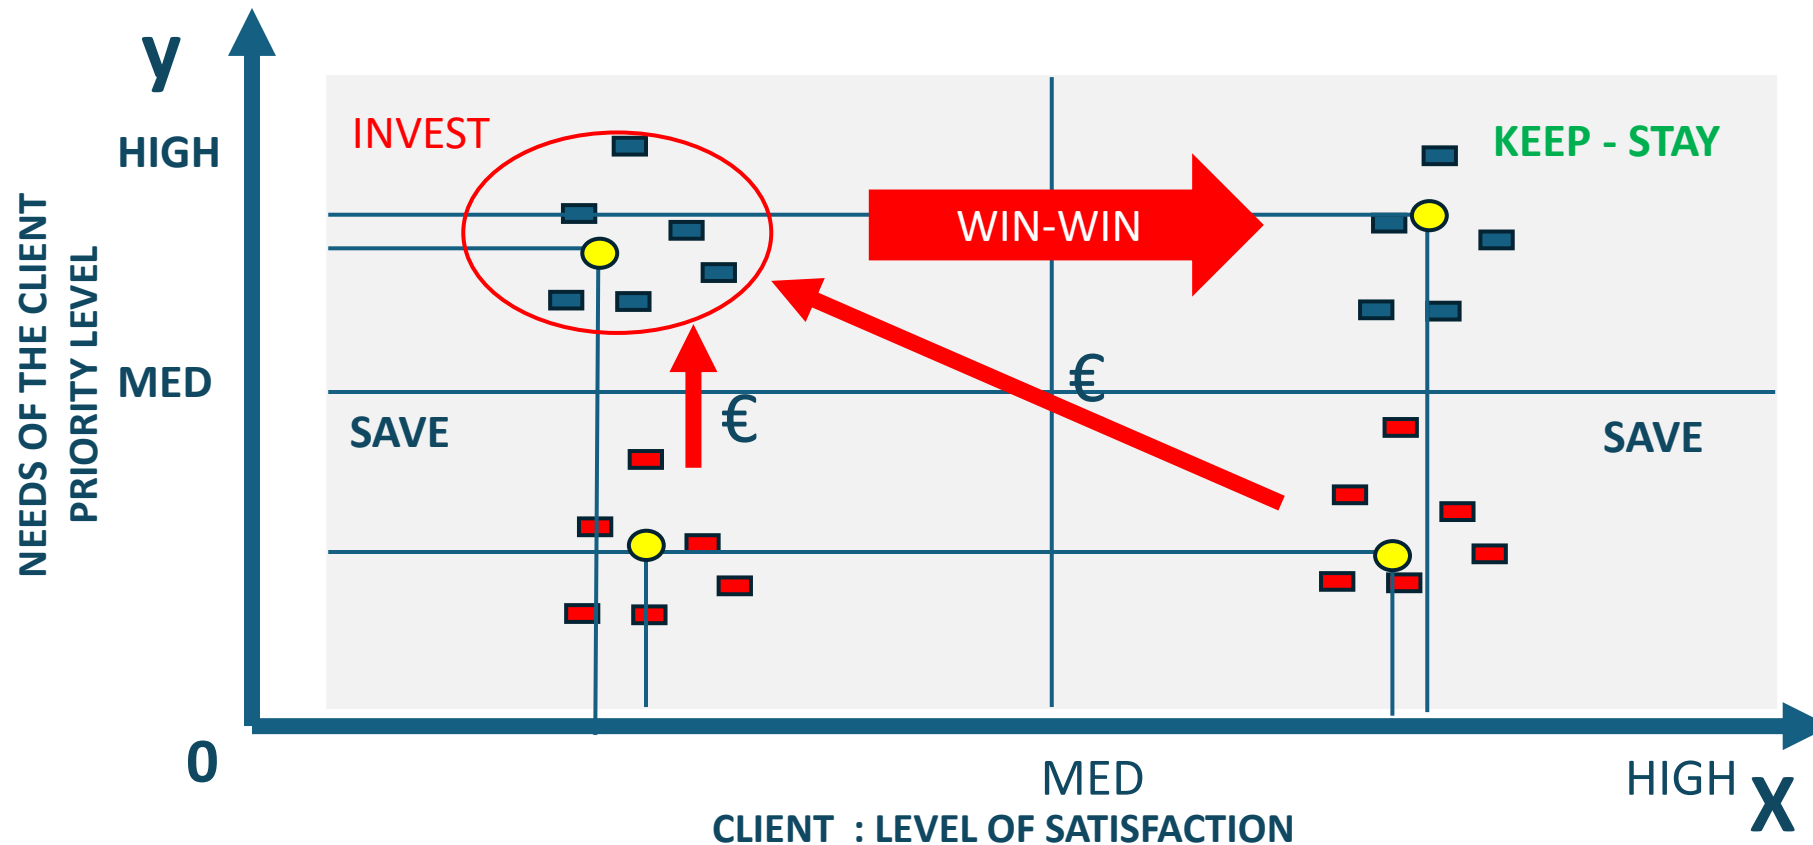 y
HIGH
INVEST
KEEP - STAY
WIN-WIN
NEEDS OF THE CLIENT
PRIORITY LEVEL
MED
€
€
SAVE
SAVE
0
MED
HIGH
X
CLIENT : LEVEL OF SATISFACTION